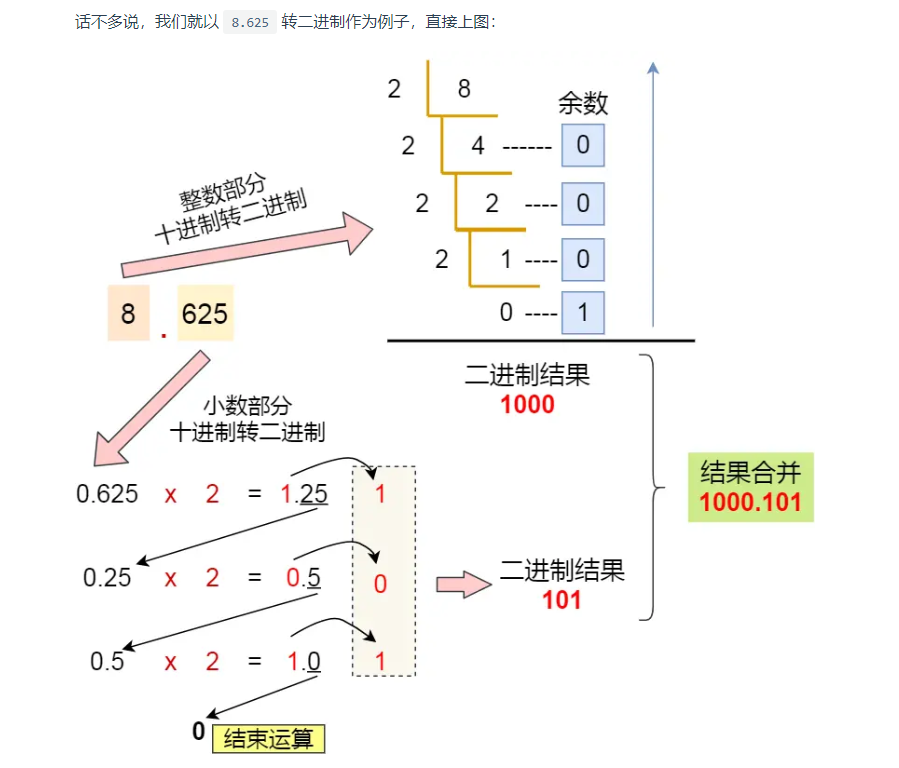 话不多说，我们就以 8.625 转二进制作为例子，直接上图：
2 8
余数
2 4 ------ 0
2 2 ---- 0
2 1 ---- 0
0 ---- 1
整数部分
十进制转二进制
8 . 625
二进制结果
1000
小数部分
十进制转二进制
0.625 x 2 = 1.25 1
0.25 x 2 = 0.5 0
0.5 x 2 = 1.0 1
0 结束运算
二进制结果
101
结果合并
1000.101